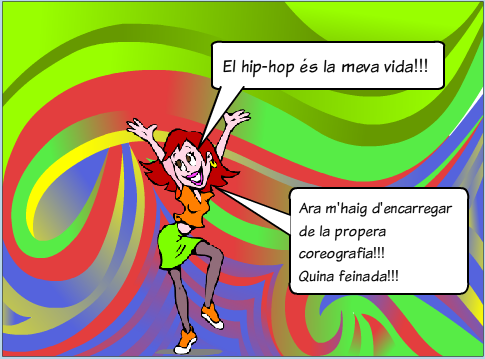 El hip-hop és la meva vida!!!
Ara m'haig d'encarregar
de la propera
coreografia!!!
Quina feinada!!!